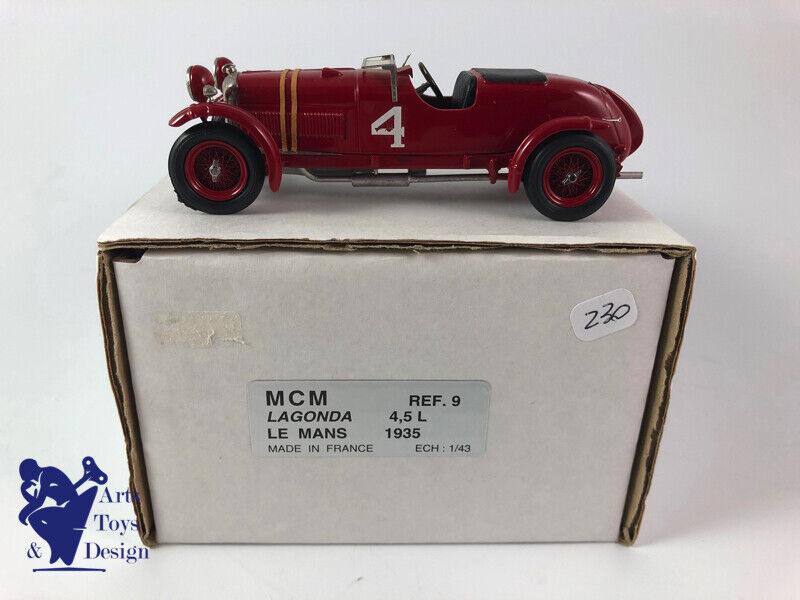 4
230
MCM REF. 9
LAGONDA 4,5 L
LE MANS 1935
MADE IN FRANCE ECH : 1/43
Arts
Toys
& Design